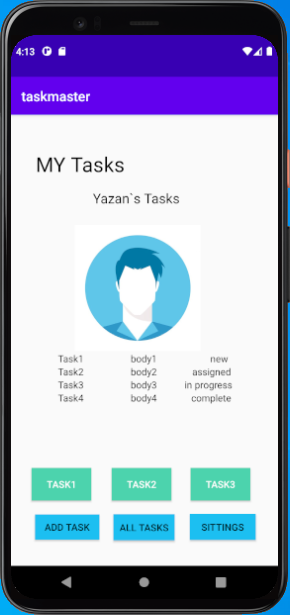 4:13
taskmaster
MY Tasks
Yazan`s Tasks
Task1 body1 new
Task2 body2 assigned
Task3 body3 in progress
Task4 body4 complete
TASK1 TASK2 TASK3
ADD TASK ALL TASKS SITTINGS